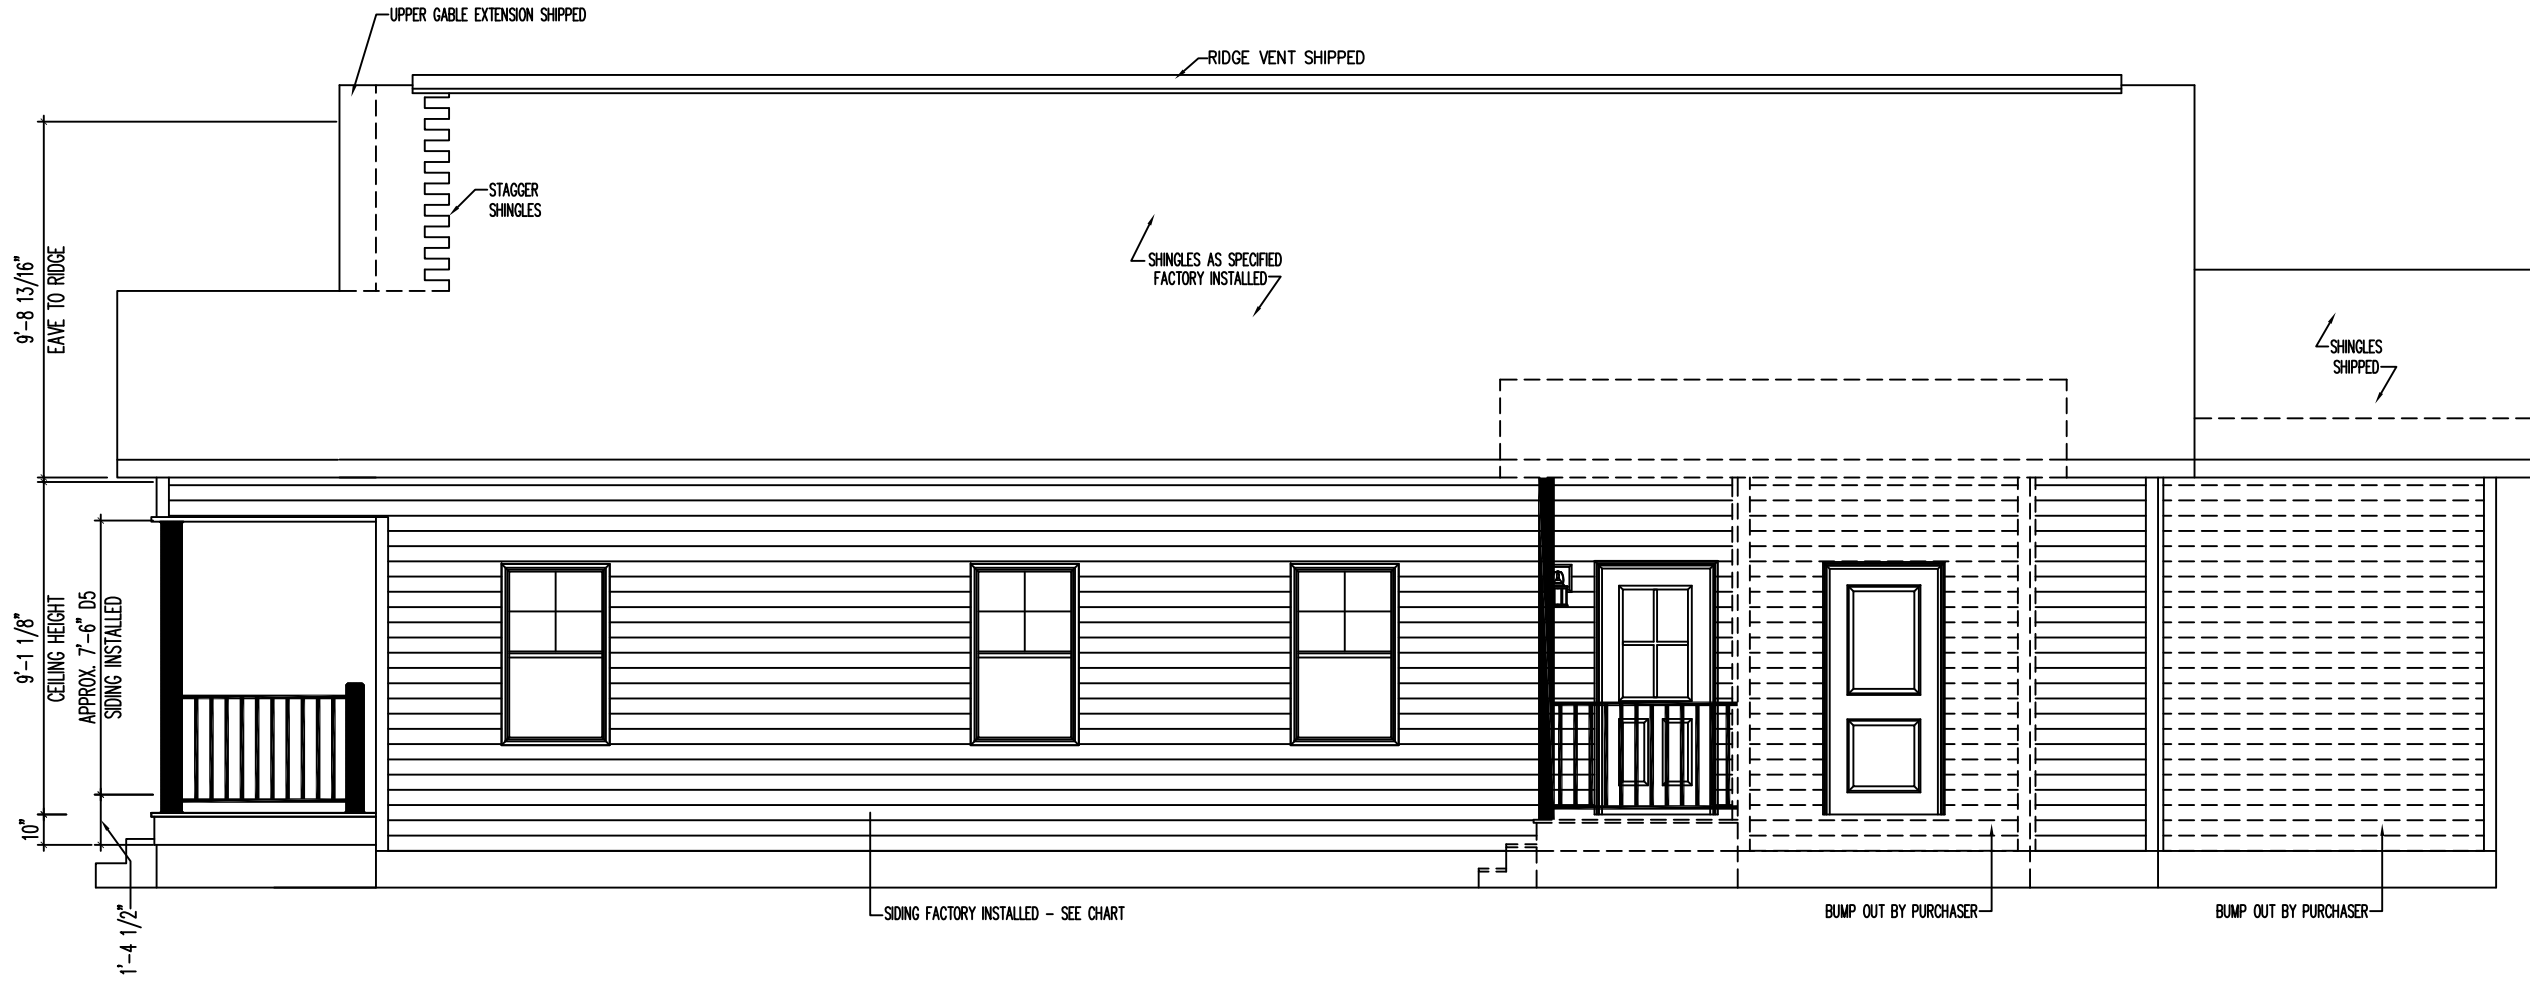 UPPER GABLE EXTENSION SHIPPED
RIDGE VENT SHIPPED
STAGGER
SHINGLES
SHINGLES AS SPECIFIED
FACTORY INSTALLED
9'-8 13/16"
EAVE TO RIDGE
SHINGLES
SHIPPED
9'-1 1/8"
CEILING HEIGHT
APPROX. 7'-6" D5
SIDING INSTALLED
10"
1'-4 1/2"
SIDING FACTORY INSTALLED - SEE CHART
BUMP OUT BY PURCHASER
BUMP OUT BY PURCHASER